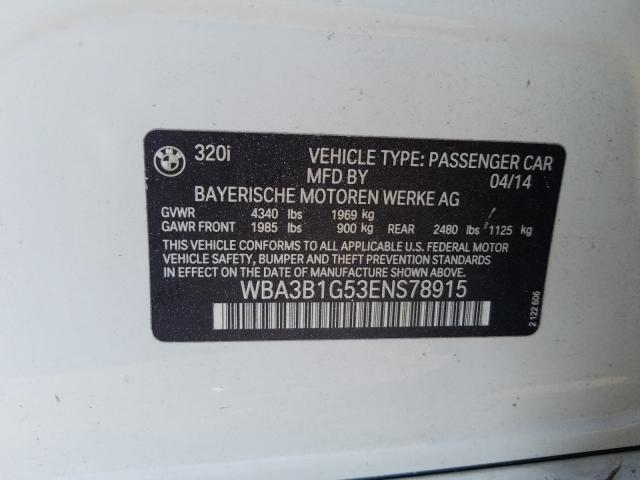 320i VEHICLE TYPE: PASSENGER CAR
MFD BY 04/14
BAYERISCHE MOTOREN WERKE AG
GVWR 4340 lbs 1969 kg
GAWR FRONT 1985 lbs 900 kg REAR 2480 lbs 1125 kg
THIS VEHICLE CONFORMS TO ALL APPLICABLE U.S. FEDERAL MOTOR
VEHICLE SAFETY, BUMPER AND THEFT PREVENTION STANDARDS
IN EFFECT ON THE DATE OF MANUFACTURE SHOWN ABOVE.
WBA3B1G53ENS78915
2 122 606